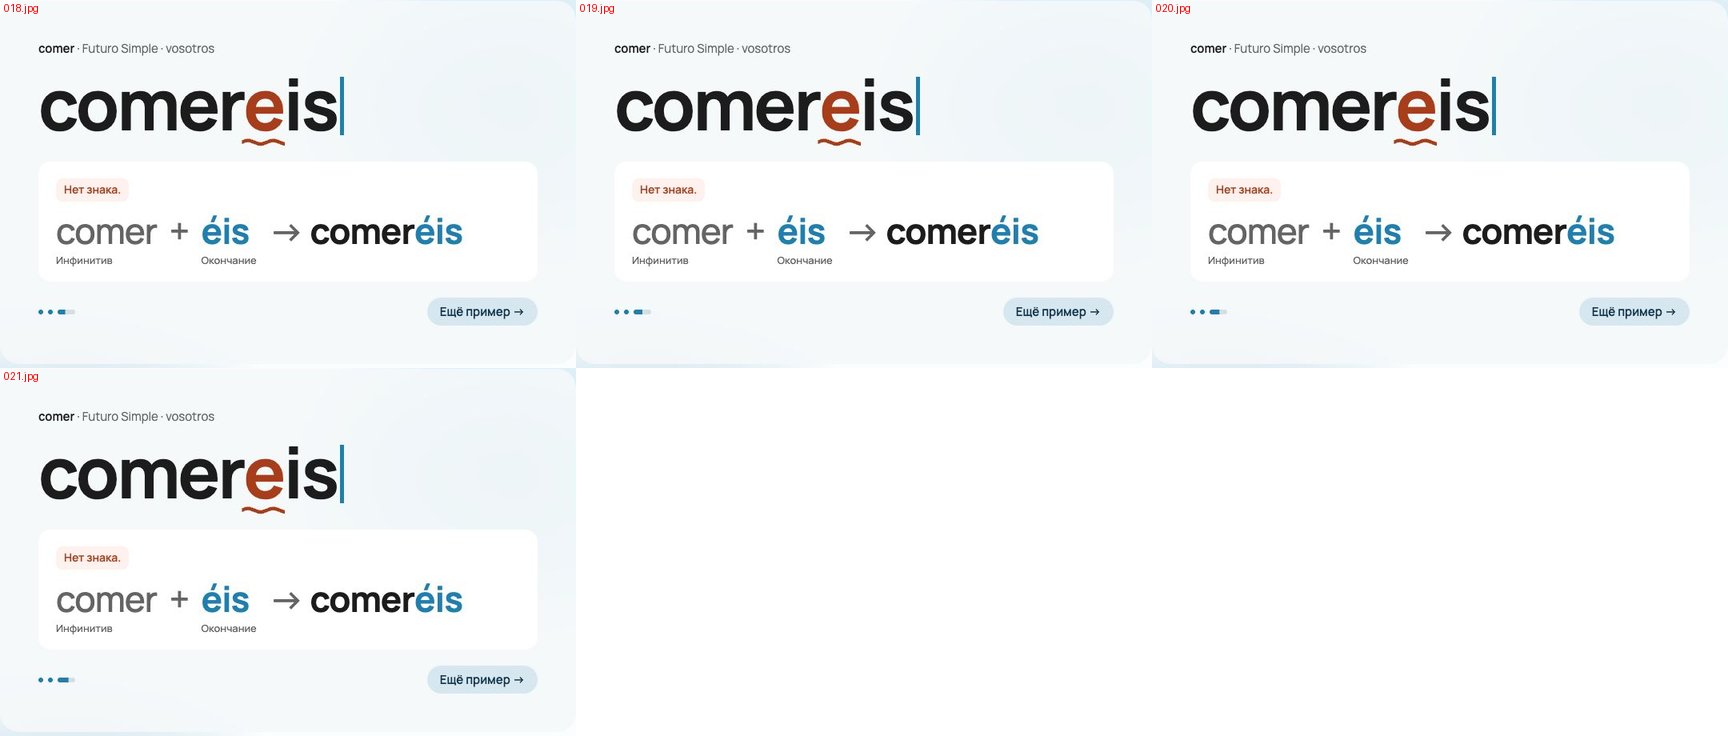 018.jpg
comer · Futuro Simple · vosotros
comereis
Нет знака.
comer + éis → comeréis
Инфинитив Окончание
Ещё пример →
019.jpg
comer · Futuro Simple · vosotros
comereis
Нет знака.
comer + éis → comeréis
Инфинитив Окончание
Ещё пример →
020.jpg
comer · Futuro Simple · vosotros
comereis
Нет знака.
comer + éis → comeréis
Инфинитив Окончание
Ещё пример →
021.jpg
comer · Futuro Simple · vosotros
comereis
Нет знака.
comer + éis → comeréis
Инфинитив Окончание
Ещё пример →